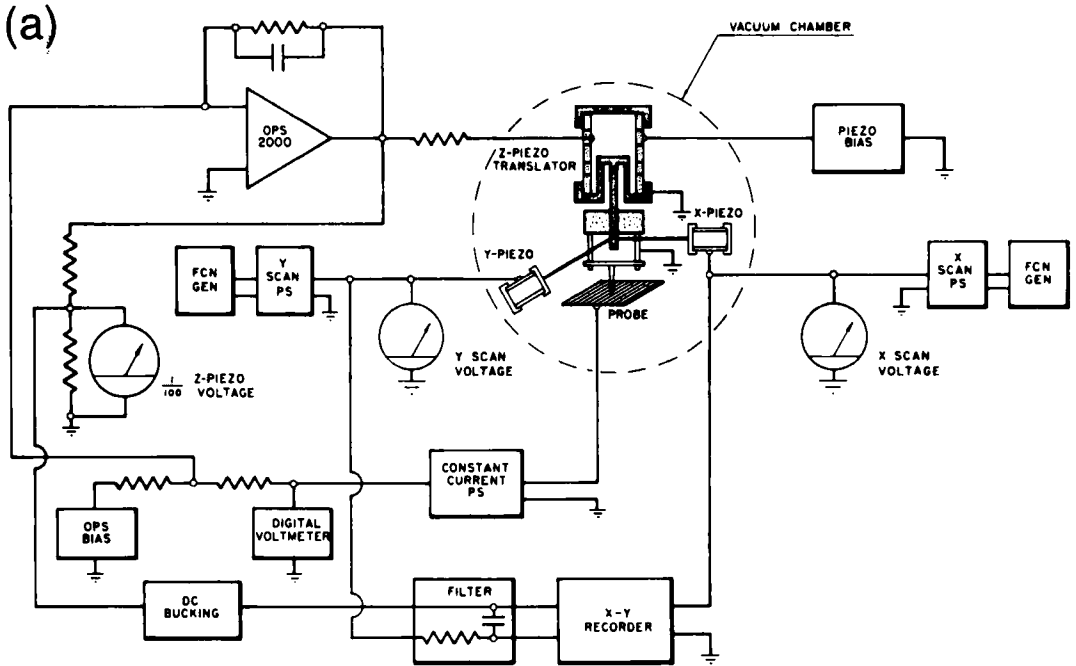 (a)
VACUUM CHAMBER
OPS
2000
Z-PIEZO
TRANSLATOR
PIEZO
BIAS
X-PIEZO
Y-PIEZO
FCN
GEN
Y
SCAN
PS
X
SCAN
PS
FCN
GEN
PROBE
1/100 Z-PIEZO
VOLTAGE
Y SCAN
VOLTAGE
X SCAN
VOLTAGE
CONSTANT
CURRENT
PS
OPS
BIAS
DIGITAL
VOLTMETER
DC
BUCKING
FILTER
X-Y
RECORDER